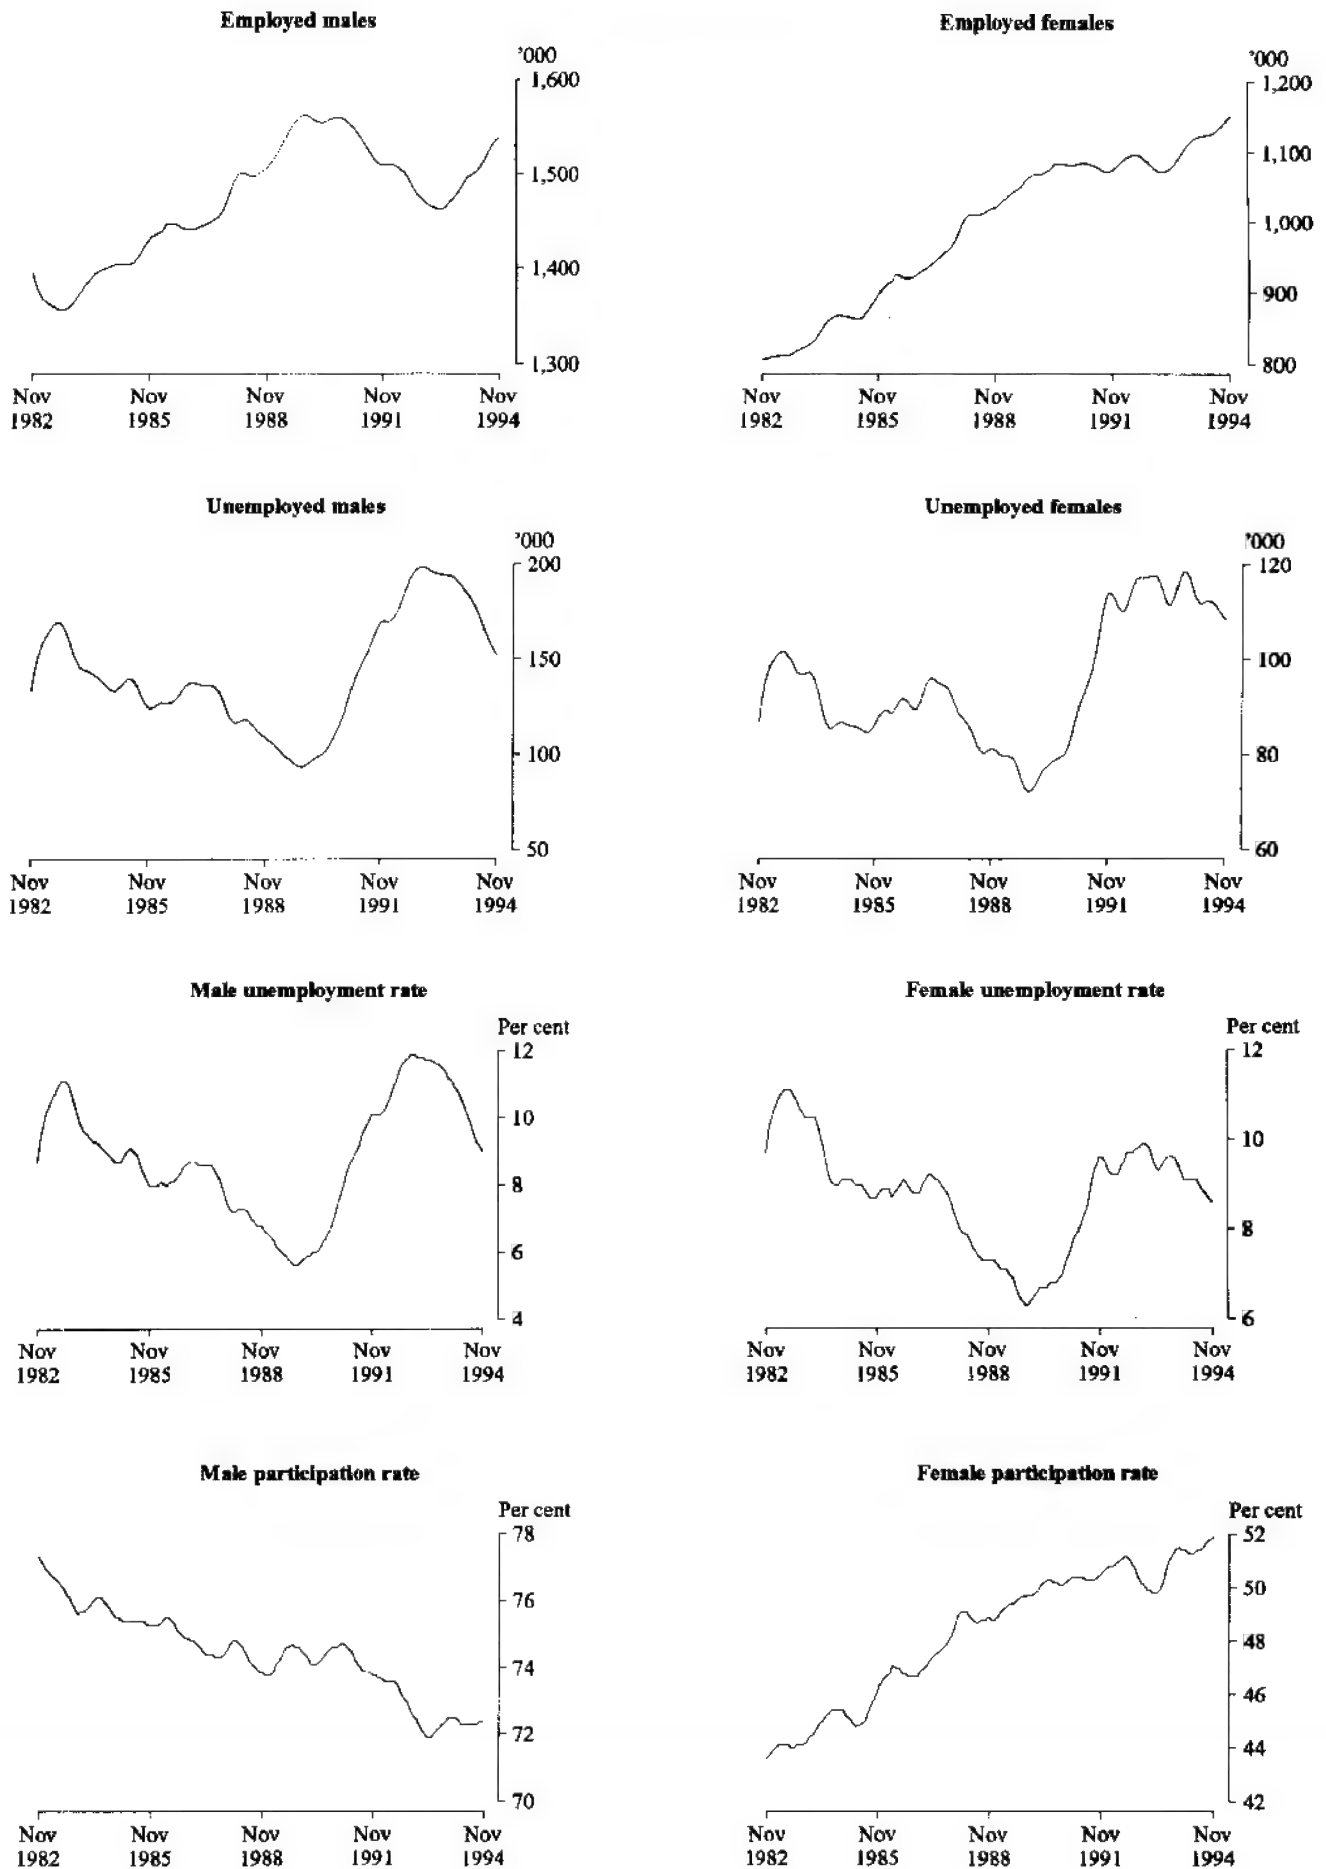 Employed males
'000
1,600
1,500
1,400
1,300
Nov Nov Nov Nov Nov
1982 1985 1988 1991 1994
Employed females
'000
1,200
1,100
1,000
900
800
Nov Nov Nov Nov Nov
1982 1985 1988 1991 1994
Unemployed males
'000
200
150
100
50
Nov Nov Nov Nov Nov
1982 1985 1988 1991 1994
Unemployed females
'000
120
100
80
60
Nov Nov Nov Nov Nov
1982 1985 1988 1991 1994
Male unemployment rate
Per cent
12
10
8
6
4
Nov Nov Nov Nov Nov
1982 1985 1988 1991 1994
Female unemployment rate
Per cent
12
10
8
6
Nov Nov Nov Nov Nov
1982 1985 1988 1991 1994
Male participation rate
Per cent
78
76
74
72
70
Nov Nov Nov Nov Nov
1982 1985 1988 1991 1994
Female participation rate
Per cent
52
50
48
46
44
42
Nov Nov Nov Nov Nov
1982 1985 1988 1991 1994